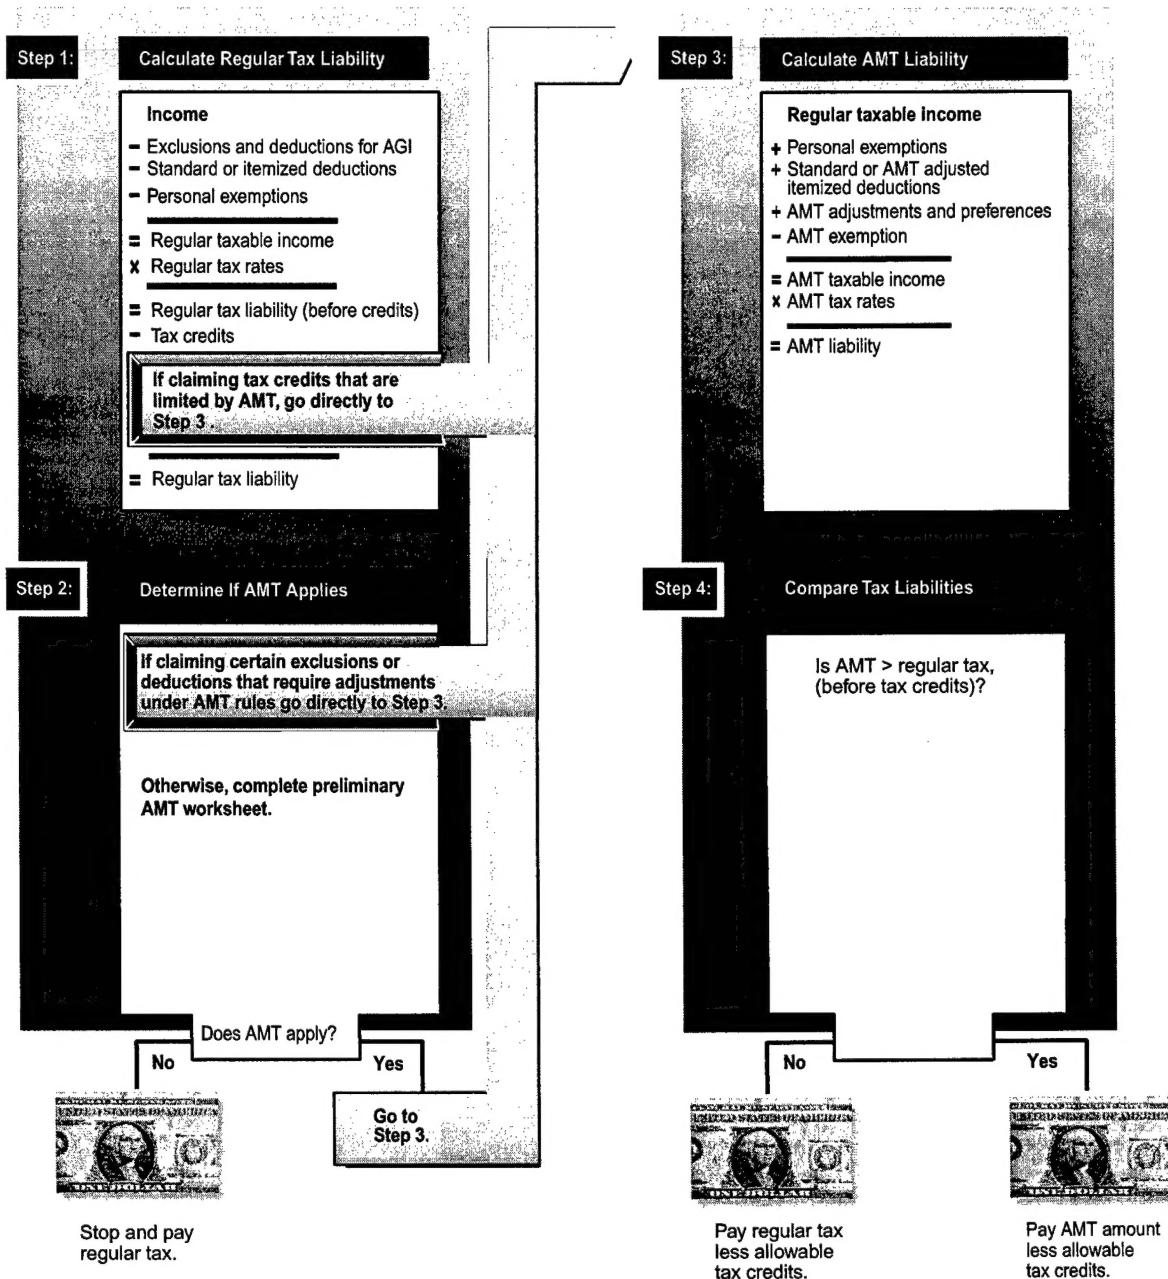 Step 1:
Calculate Regular Tax Liability
Income
- Exclusions and deductions for AGI
- Standard or itemized deductions
- Personal exemptions
= Regular taxable income
x Regular tax rates
= Regular tax liability (before credits)
- Tax credits
If claiming tax credits that are
limited by AMT, go directly to
Step 3 .
= Regular tax liability
Step 2:
Determine If AMT Applies
If claiming certain exclusions or
deductions that require adjustments
under AMT rules go directly to Step 3.
Otherwise, complete preliminary
AMT worksheet.
Does AMT apply?
No
Yes
Go to
Step 3.
Stop and pay
regular tax.
Step 3:
Calculate AMT Liability
Regular taxable income
+ Personal exemptions
+ Standard or AMT adjusted
itemized deductions
+ AMT adjustments and preferences
- AMT exemption
= AMT taxable income
x AMT tax rates
= AMT liability
Step 4:
Compare Tax Liabilities
Is AMT > regular tax,
(before tax credits)?
No
Yes
Pay regular tax
less allowable
tax credits.
Pay AMT amount
less allowable
tax credits.